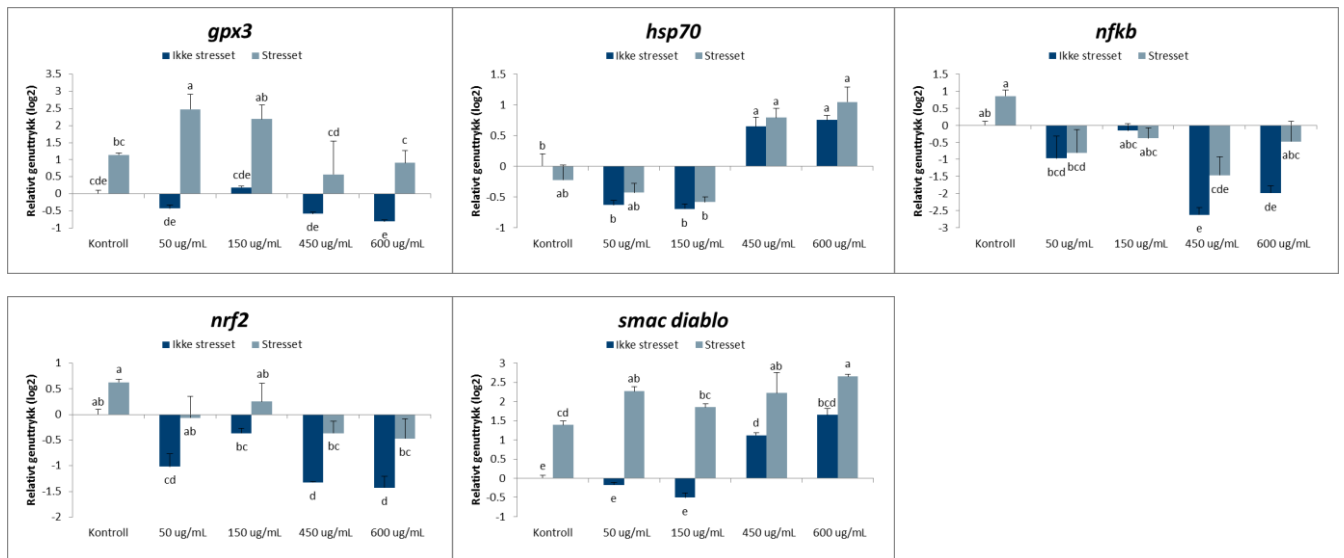 gpx3
Ikke stresset Stresset
Relativt genuttrykk (log2)
3.5
3
2.5
2
1.5
1
0.5
0
-0.5
-1
cde bc a de ab cd cd de c e
Kontroll 50 ug/mL 150 ug/mL 450 ug/mL 600 ug/mL
hsp70
Ikke stresset Stresset
Relativt genuttrykk (log2)
1.5
1
0.5
0
-0.5
-1
b ab b ab b b a a a a
Kontroll 50 ug/mL 150 ug/mL 450 ug/mL 600 ug/mL
nfkb
Ikke stresset Stresset
Relativt genuttrykk (log2)
1.5
1
0.5
0
-0.5
-1
-1.5
-2
-2.5
-3
ab a bcd bcd abc abc e cde de abc
Kontroll 50 ug/mL 150 ug/mL 450 ug/mL 600 ug/mL
nrf2
Ikke stresset Stresset
Relativt genuttrykk (log2)
1
0.5
0
-0.5
-1
-1.5
-2
ab a cd ab bc ab d bc d bc
Kontroll 50 ug/mL 150 ug/mL 450 ug/mL 600 ug/mL
smac diablo
Ikke stresset Stresset
Relativt genuttrykk (log2)
3
2.5
2
1.5
1
0.5
0
-0.5
-1
e cd e ab e bc d ab bcd a
Kontroll 50 ug/mL 150 ug/mL 450 ug/mL 600 ug/mL